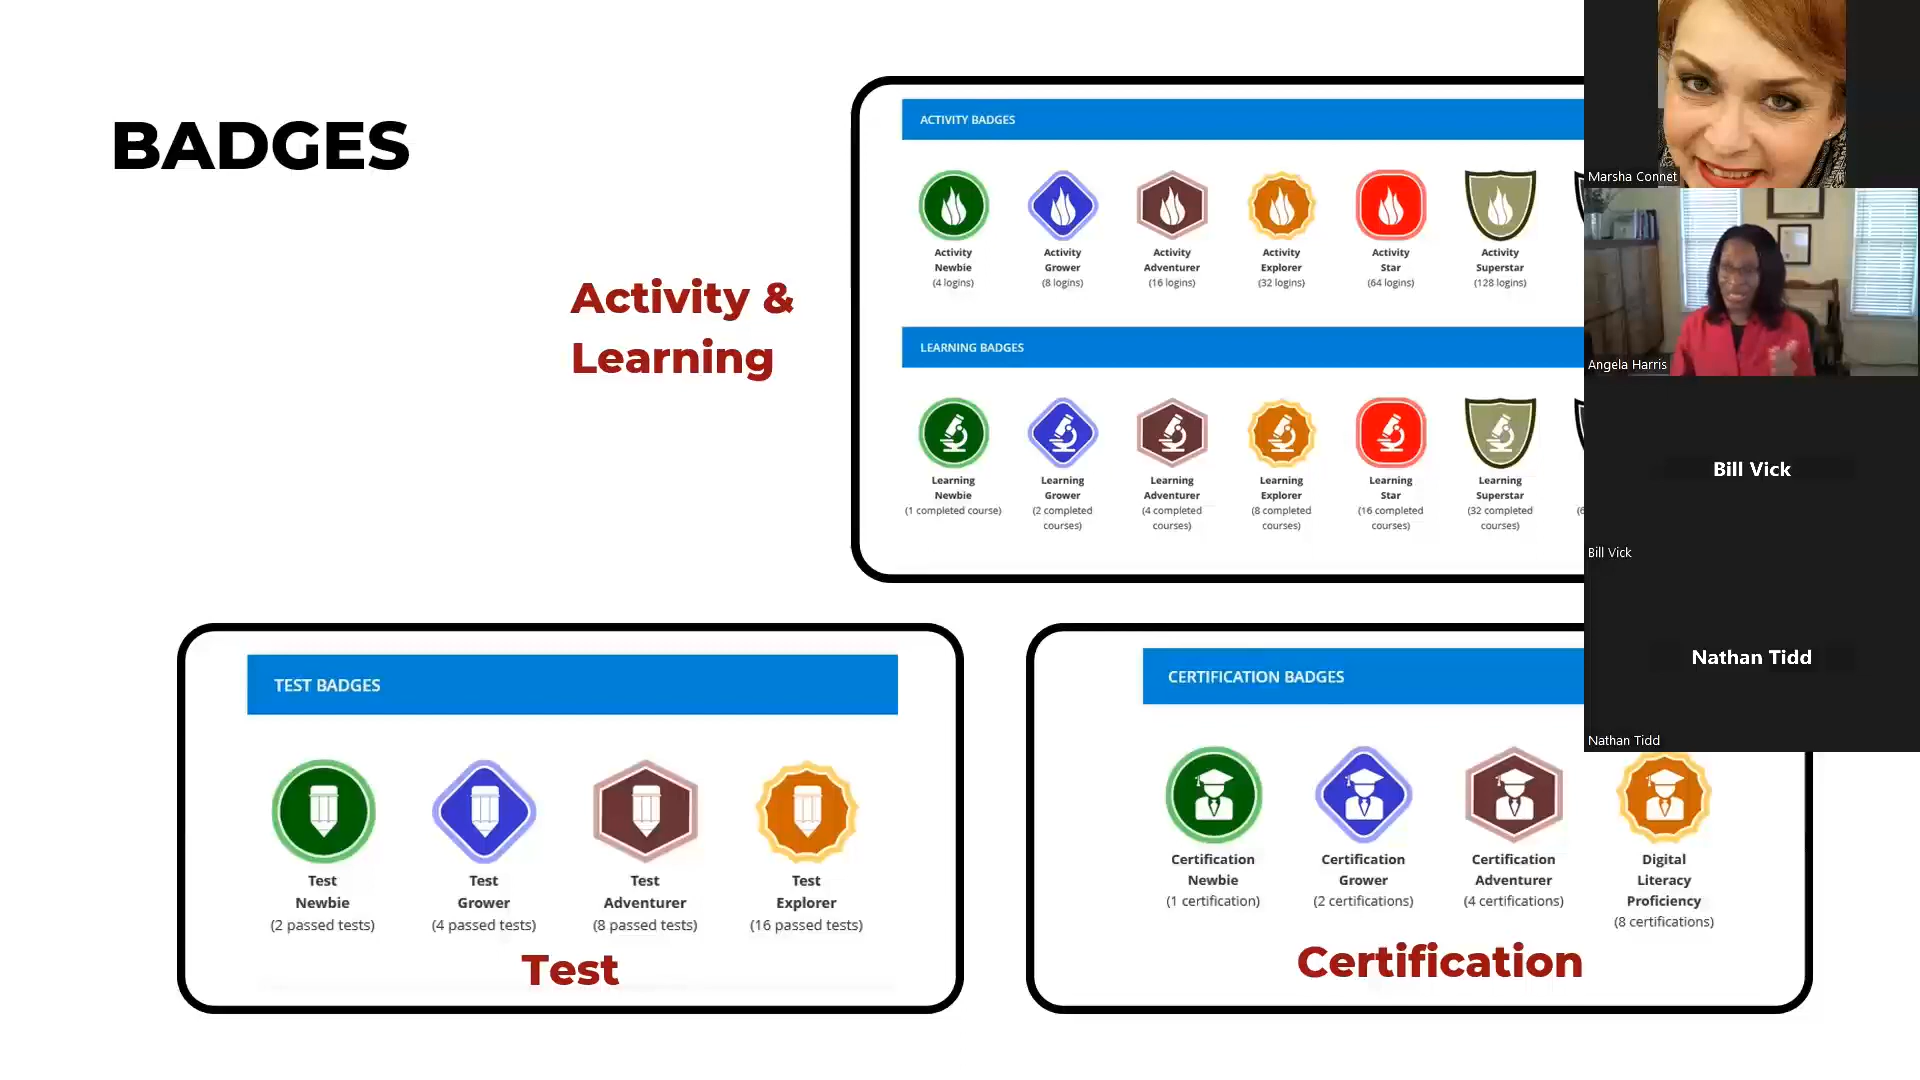 BADGES
Activity &
Learning
ACTIVITY BADGES
Activity
Newbie
(4 logins)
Activity
Grower
(8 logins)
Activity
Adventurer
(16 logins)
Activity
Explorer
(32 logins)
Activity
Star
(64 logins)
Activity
Superstar
(128 logins)
LEARNING BADGES
Learning
Newbie
(1 completed course)
Learning
Grower
(2 completed
courses)
Learning
Adventurer
(4 completed
courses)
Learning
Explorer
(8 completed
courses)
Learning
Star
(16 completed
courses)
Learning
Superstar
(32 completed
courses)
TEST BADGES
Test
Newbie
(2 passed tests)
Test
Grower
(4 passed tests)
Test
Adventurer
(8 passed tests)
Test
Explorer
(16 passed tests)
Test
CERTIFICATION BADGES
Certification
Newbie
(1 certification)
Certification
Grower
(2 certifications)
Certification
Adventurer
(4 certifications)
Digital
Literacy
Proficiency
(8 certifications)
Certification
Marsha Connet
Angela Harris
Bill Vick
Bill Vick
Nathan Tidd
Nathan Tidd